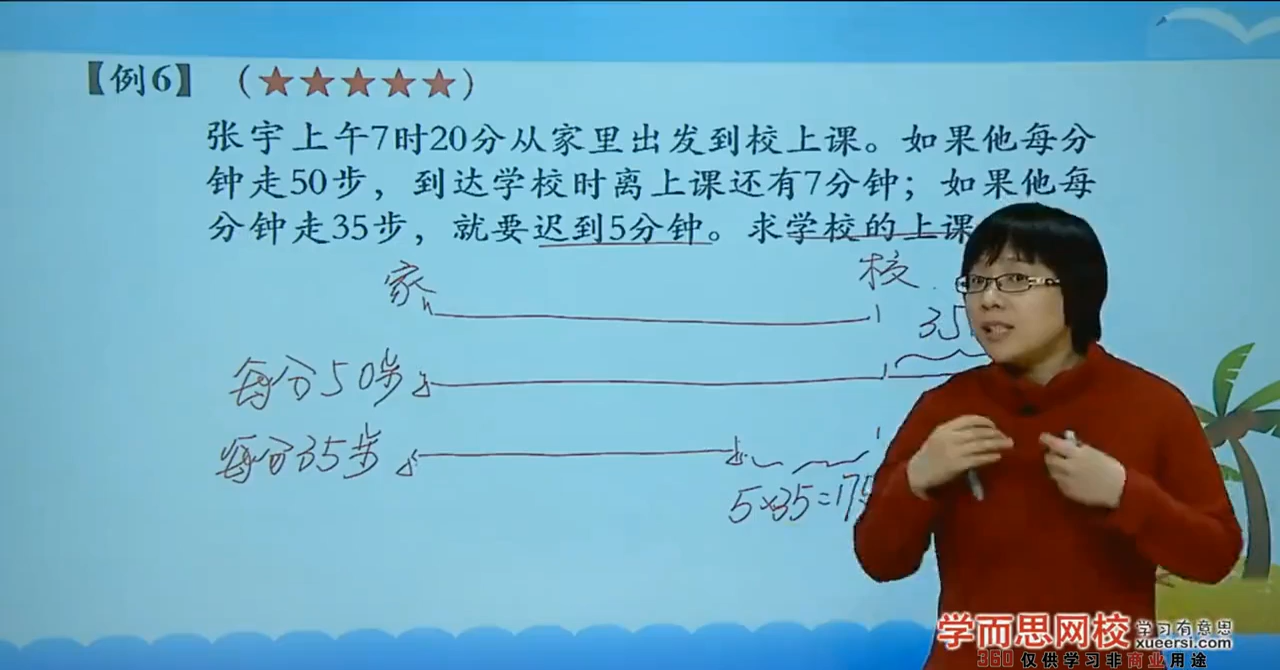 【例6】（★★★★★）
张宇上午7时20分从家里出发到校上课。如果他每分
钟走50步，到达学校时离上课还有7分钟；如果他每
分钟走35步，就要迟到5分钟。求学校的上课
家 校
35
每分50步
每分35步
5×35=175
学而思网校 学习有意思
xueersi.com
360 仅供学习非商业用途